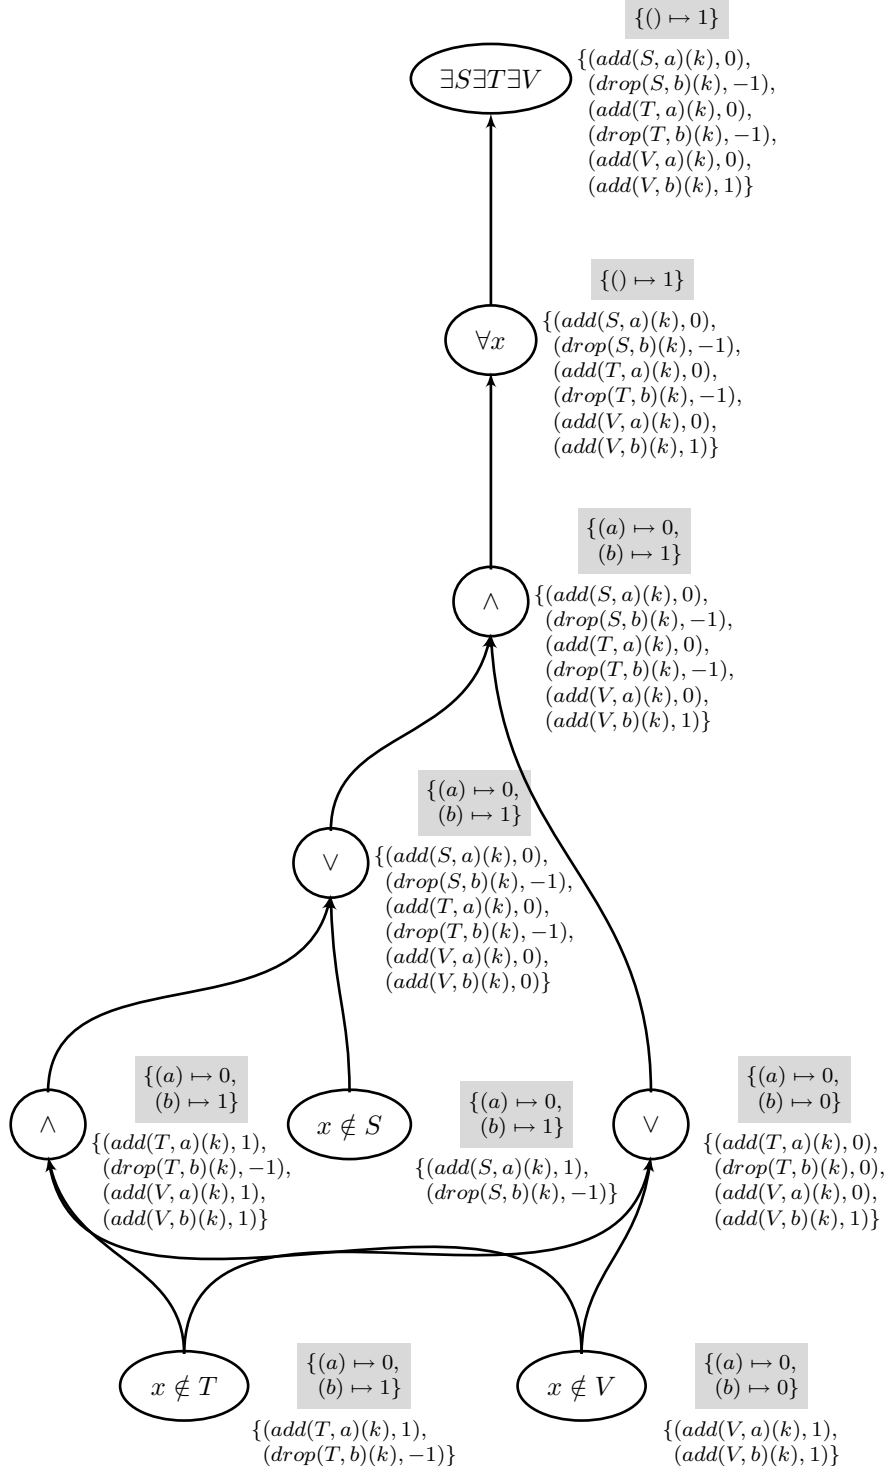 {() ↦ 1}
∃S∃T∃V
{(add(S, a)(k), 0),
(drop(S, b)(k), −1),
(add(T, a)(k), 0),
(drop(T, b)(k), −1),
(add(V, a)(k), 0),
(add(V, b)(k), 1)}
{() ↦ 1}
∀x
{(add(S, a)(k), 0),
(drop(S, b)(k), −1),
(add(T, a)(k), 0),
(drop(T, b)(k), −1),
(add(V, a)(k), 0),
(add(V, b)(k), 1)}
{(a) ↦ 0,
(b) ↦ 1}
∧
{(add(S, a)(k), 0),
(drop(S, b)(k), −1),
(add(T, a)(k), 0),
(drop(T, b)(k), −1),
(add(V, a)(k), 0),
(add(V, b)(k), 1)}
{(a) ↦ 0,
(b) ↦ 1}
∨
{(add(S, a)(k), 0),
(drop(S, b)(k), −1),
(add(T, a)(k), 0),
(drop(T, b)(k), −1),
(add(V, a)(k), 0),
(add(V, b)(k), 0)}
{(a) ↦ 0,
(b) ↦ 1}
∧
{(add(T, a)(k), 1),
(drop(T, b)(k), −1),
(add(V, a)(k), 1),
(add(V, b)(k), 1)}
x ∉ S
{(a) ↦ 0,
(b) ↦ 1}
{(add(S, a)(k), 1),
(drop(S, b)(k), −1)}
∨
{(a) ↦ 0,
(b) ↦ 0}
{(add(T, a)(k), 0),
(drop(T, b)(k), 0),
(add(V, a)(k), 0),
(add(V, b)(k), 1)}
x ∉ T
{(a) ↦ 0,
(b) ↦ 1}
{(add(T, a)(k), 1),
(drop(T, b)(k), −1)}
x ∉ V
{(a) ↦ 0,
(b) ↦ 0}
{(add(V, a)(k), 1),
(add(V, b)(k), 1)}